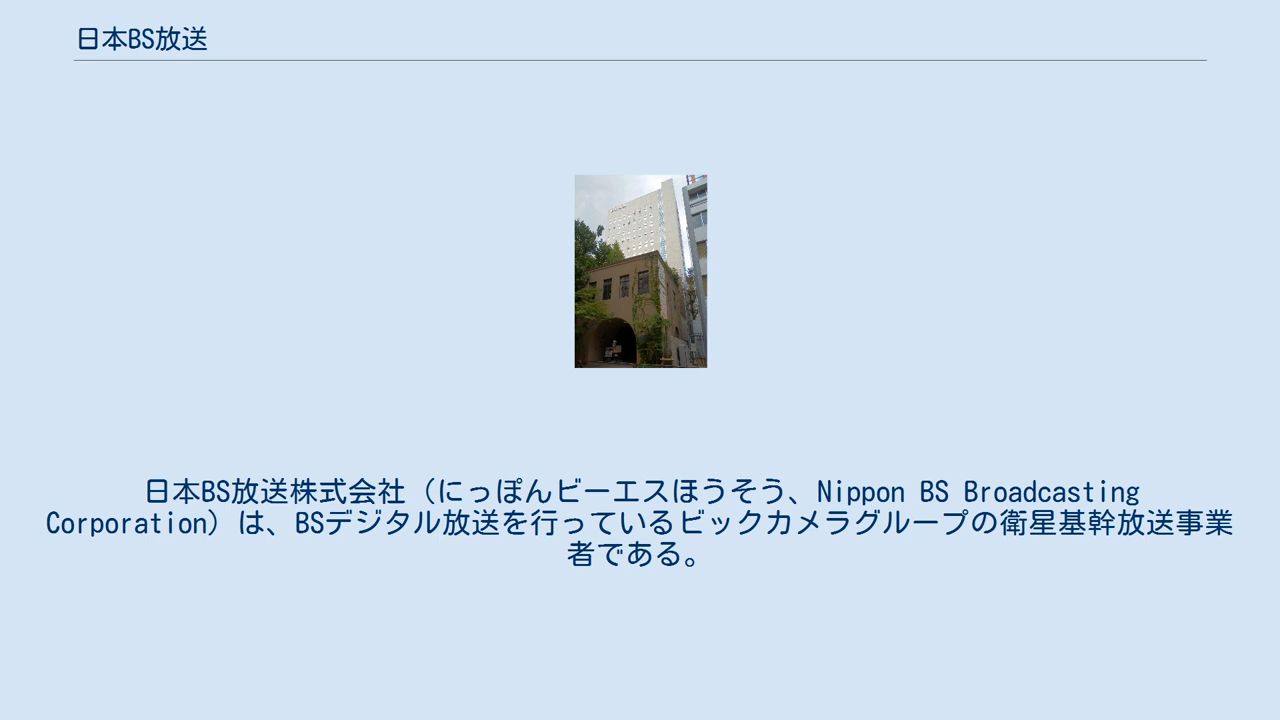 日本BS放送
日本BS放送株式会社（にっぽんビーエスほうそう、Nippon BS Broadcasting
Corporation）は、BSデジタル放送を行っているビックカメラグループの衛星基幹放送事業
者である。